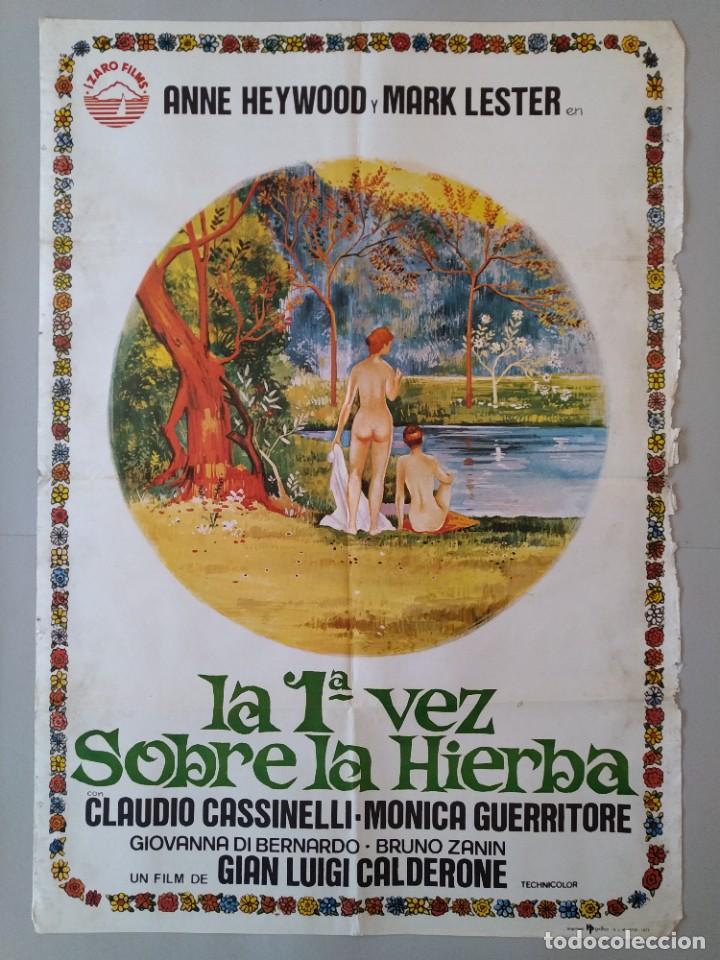 · IZARO FILMS ·
ANNE HEYWOOD Y MARK LESTER en
la 1ª vez
Sobre la Hierba
con
CLAUDIO CASSINELLI · MONICA GUERRITORE
GIOVANNA DI BERNARDO · BRUNO ZANIN
UN FILM DE GIAN LUIGI CALDERONE
TECHNICOLOR
todocoleccion